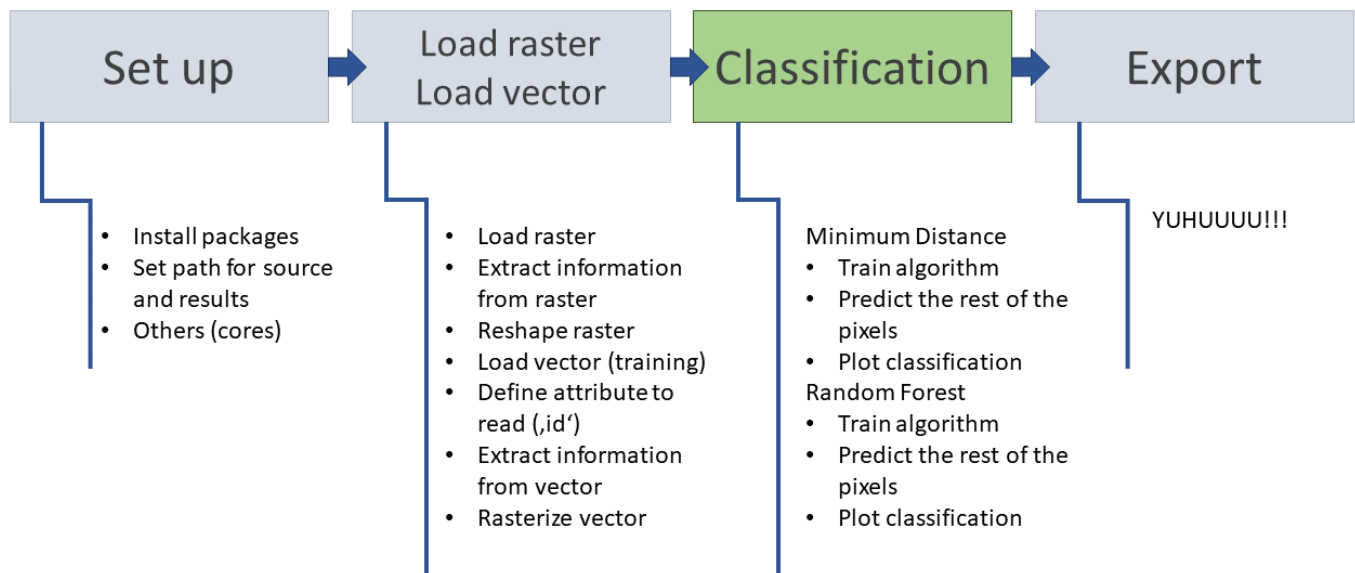 Set up
Load raster
Load vector
Classification
Export
• Install packages
• Set path for source
and results
• Others (cores)
• Load raster
• Extract information
from raster
• Reshape raster
• Load vector (training)
• Define attribute to
read (‚id‘)
• Extract information
from vector
• Rasterize vector
Minimum Distance
• Train algorithm
• Predict the rest of the
pixels
• Plot classification
Random Forest
• Train algorithm
• Predict the rest of the
pixels
• Plot classification
YUHUUUU!!!